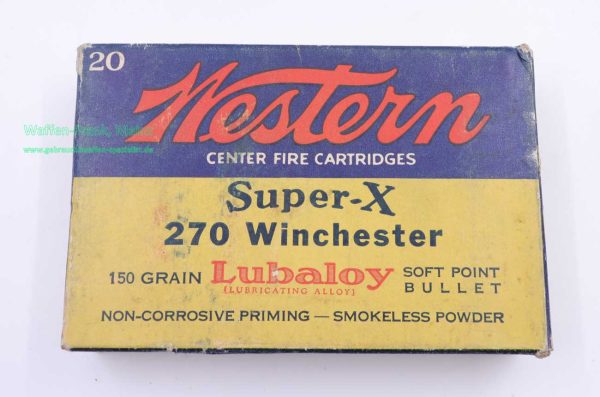 20
Western
CENTER FIRE CARTRIDGES
Super-X
270 Winchester
150 GRAIN Lubaloy SOFT POINT BULLET
[LUBRICATING ALLOY]
NON-CORROSIVE PRIMING — SMOKELESS POWDER